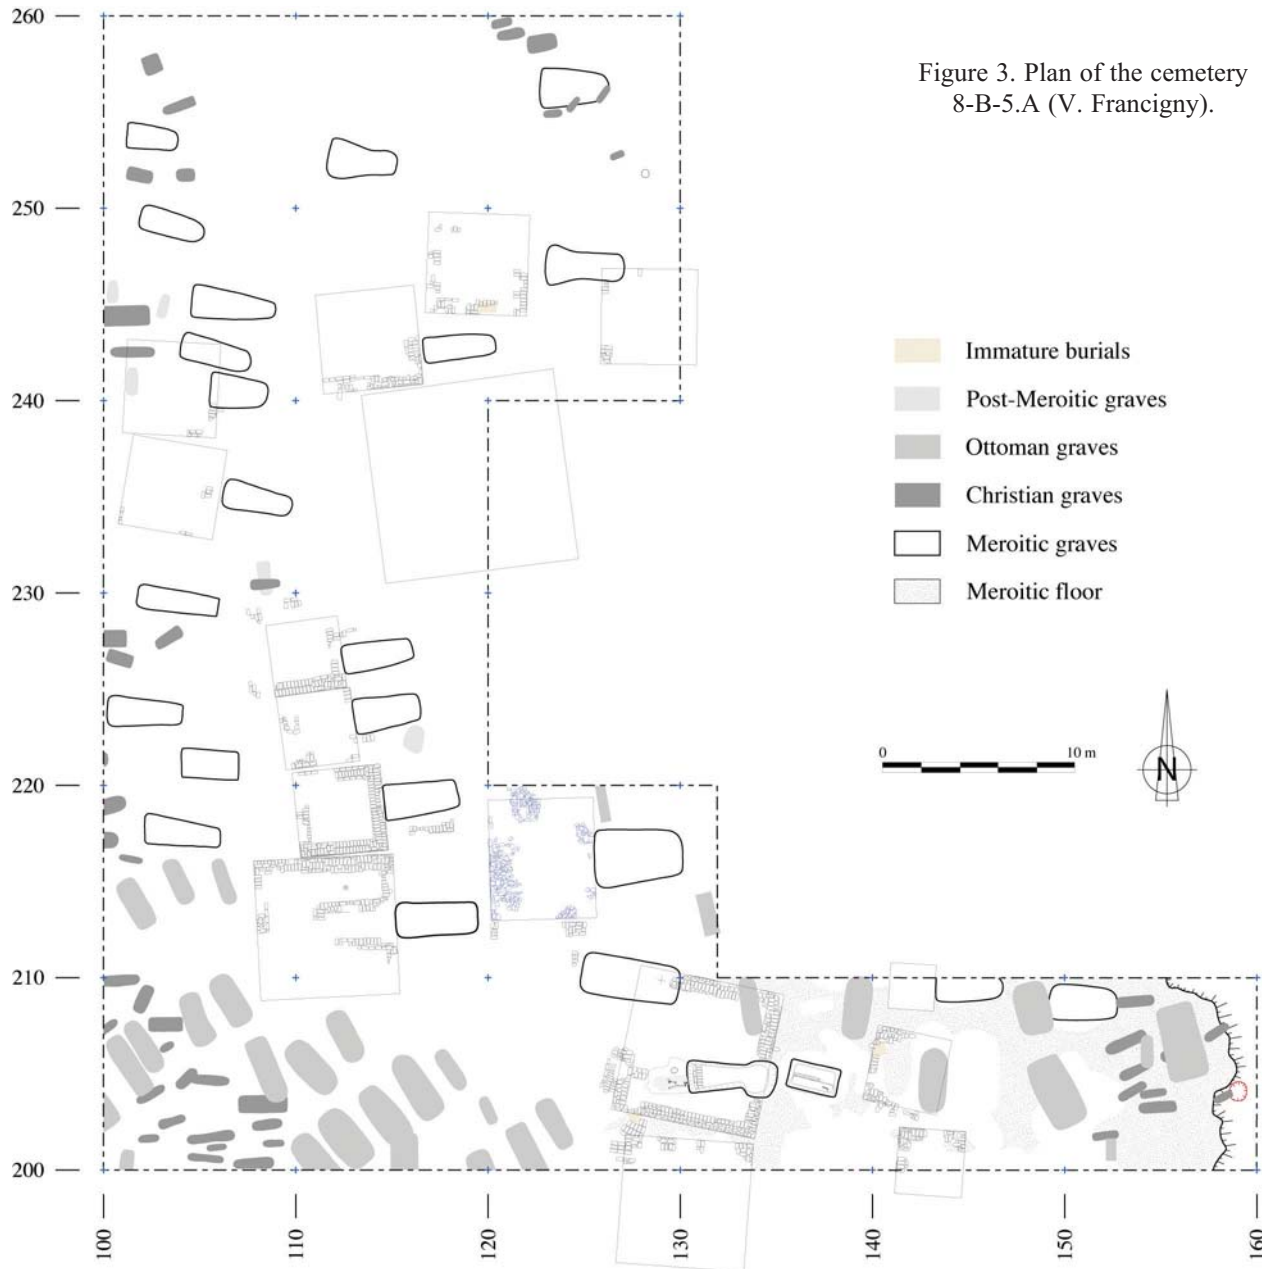 Figure 3. Plan of the cemetery
8-B-5.A (V. Francigny).
260
250
240
230
220
210
200
Immature burials
Post-Meroitic graves
Ottoman graves
Christian graves
Meroitic graves
Meroitic floor
0 10 m
N
100 110 120 130 140 150 160